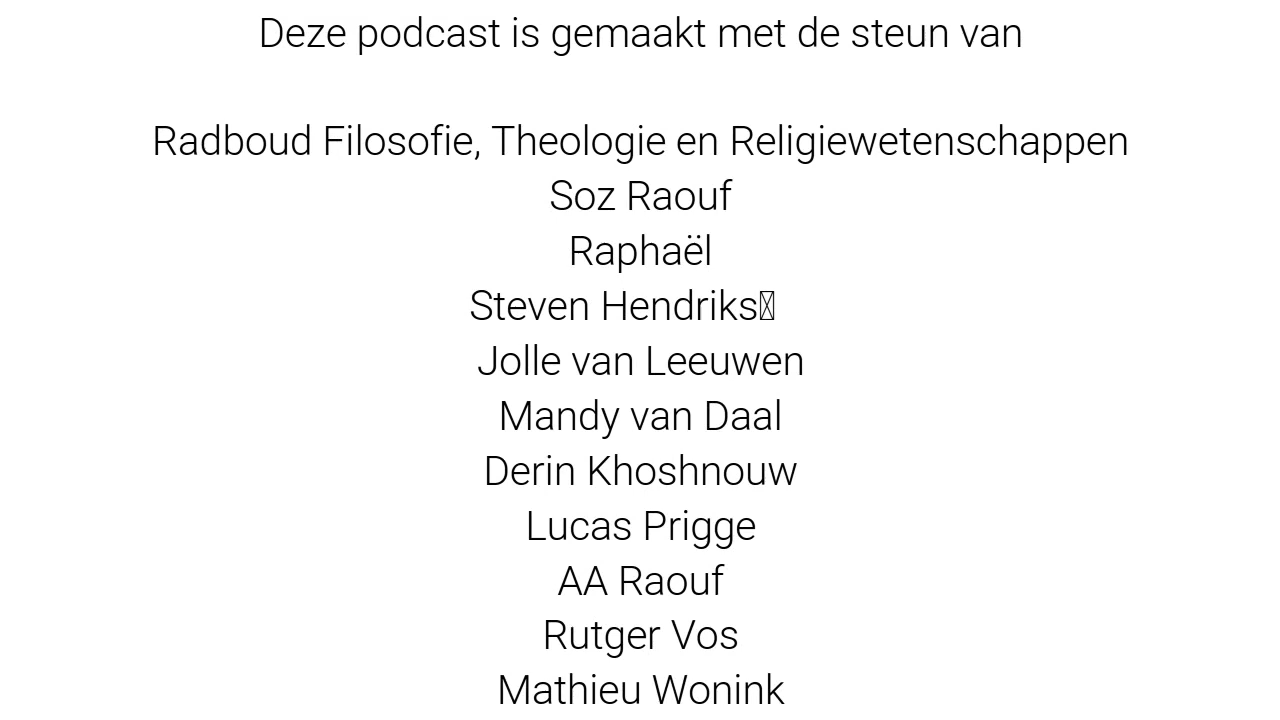 Deze podcast is gemaakt met de steun van
Radboud Filosofie, Theologie en Religiewetenschappen
Soz Raouf
Raphaël
Steven Hendriks
Jolle van Leeuwen
Mandy van Daal
Derin Khoshnouw
Lucas Prigge
AA Raouf
Rutger Vos
Mathieu Wonink